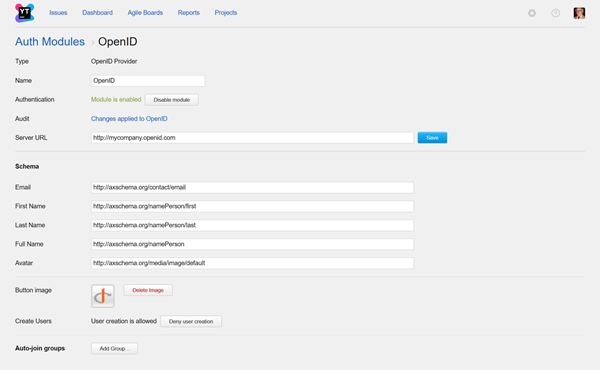 YT
Issues Dashboard Agile Boards Reports Projects
Auth Modules › OpenID
Type OpenID Provider
Name OpenID
Authentication Module is enabled Disable module
Audit Changes applied to OpenID
Server URL http://mycompany.openid.com Save
Schema
Email http://axschema.org/contact/email
First Name http://axschema.org/namePerson/first
Last Name http://axschema.org/namePerson/last
Full Name http://axschema.org/namePerson
Avatar http://axschema.org/media/image/default
Button image Delete Image
Create Users User creation is allowed Deny user creation
Auto-join groups Add Group...